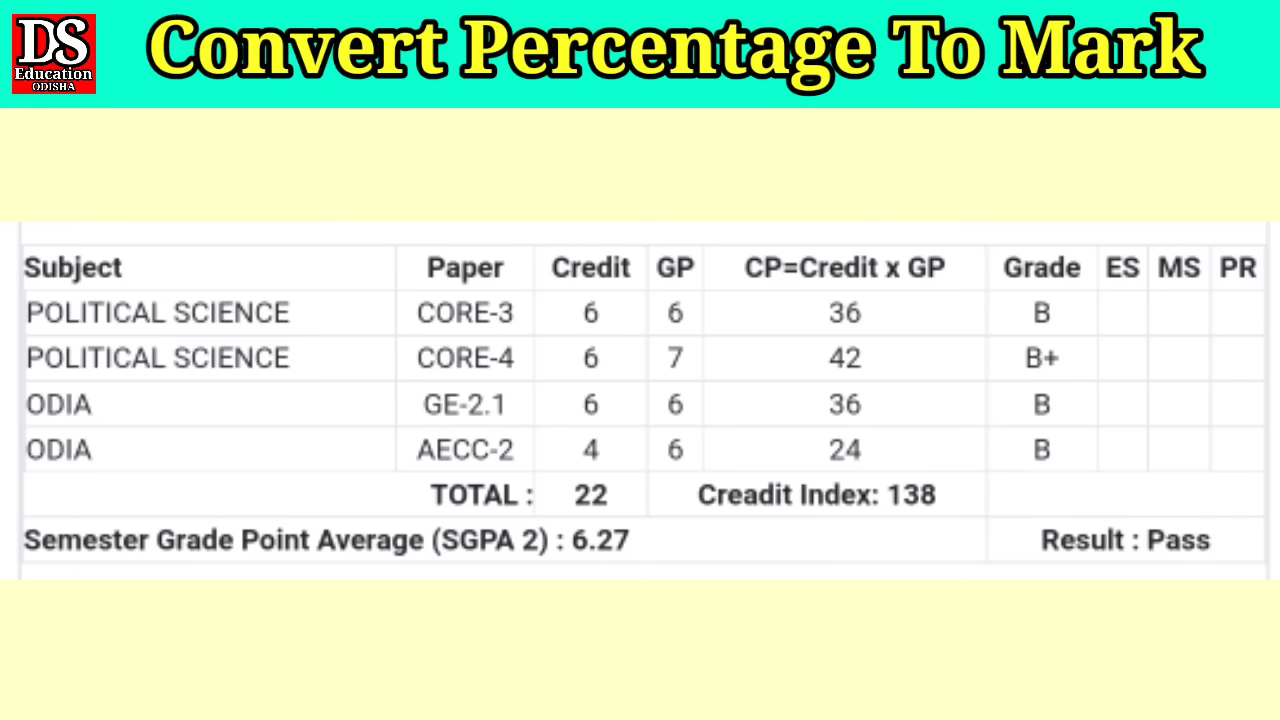 DS
Education
ODISHA
Convert Percentage To Mark
Subject Paper Credit GP CP=Credit x GP Grade ES MS PR
POLITICAL SCIENCE CORE-3 6 6 36 B
POLITICAL SCIENCE CORE-4 6 7 42 B+
ODIA GE-2.1 6 6 36 B
ODIA AECC-2 4 6 24 B
TOTAL : 22 Creadit Index: 138
Semester Grade Point Average (SGPA 2) : 6.27 Result : Pass